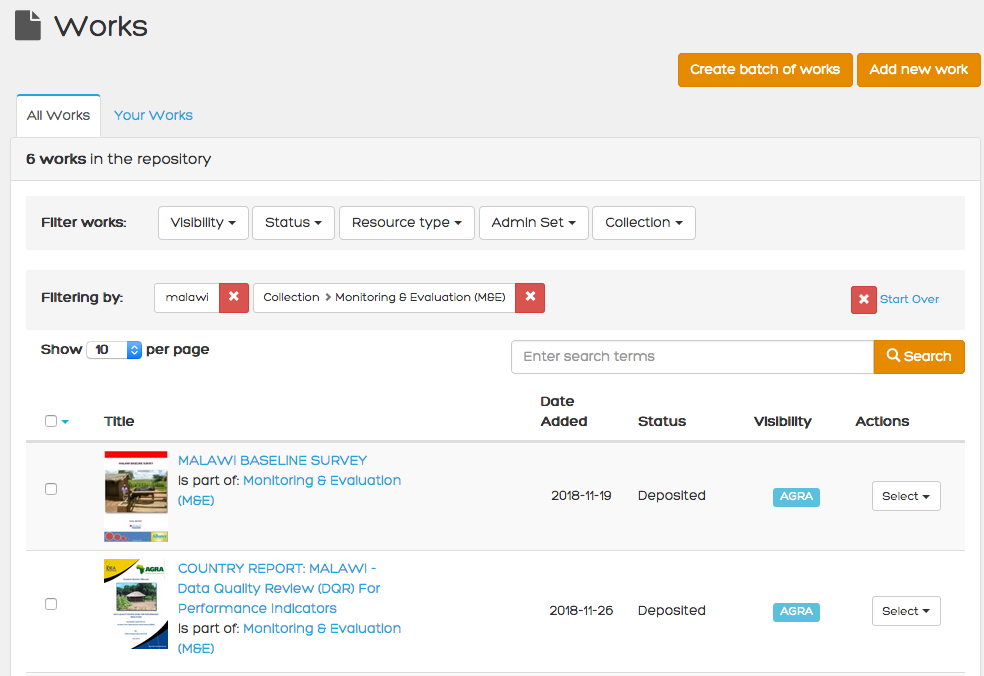 Works
Create batch of works
Add new work
All Works
Your Works
6 works in the repository
Filter works:
Visibility
Status
Resource type
Admin Set
Collection
Filtering by:
malawi
Collection > Monitoring & Evaluation (M&E)
Start Over
Show 10 per page
Enter search terms
Search
Title
Date
Added
Status
Visibility
Actions
MALAWI BASELINE SURVEY
MALAWI BASELINE SURVEY
Is part of: Monitoring & Evaluation
(M&E)
2018-11-19
Deposited
AGRA
Select
AGRA
COUNTRY REPORT: MALAWI -
Data Quality Review (DQR) For
Performance Indicators
Is part of: Monitoring & Evaluation
(M&E)
2018-11-26
Deposited
AGRA
Select